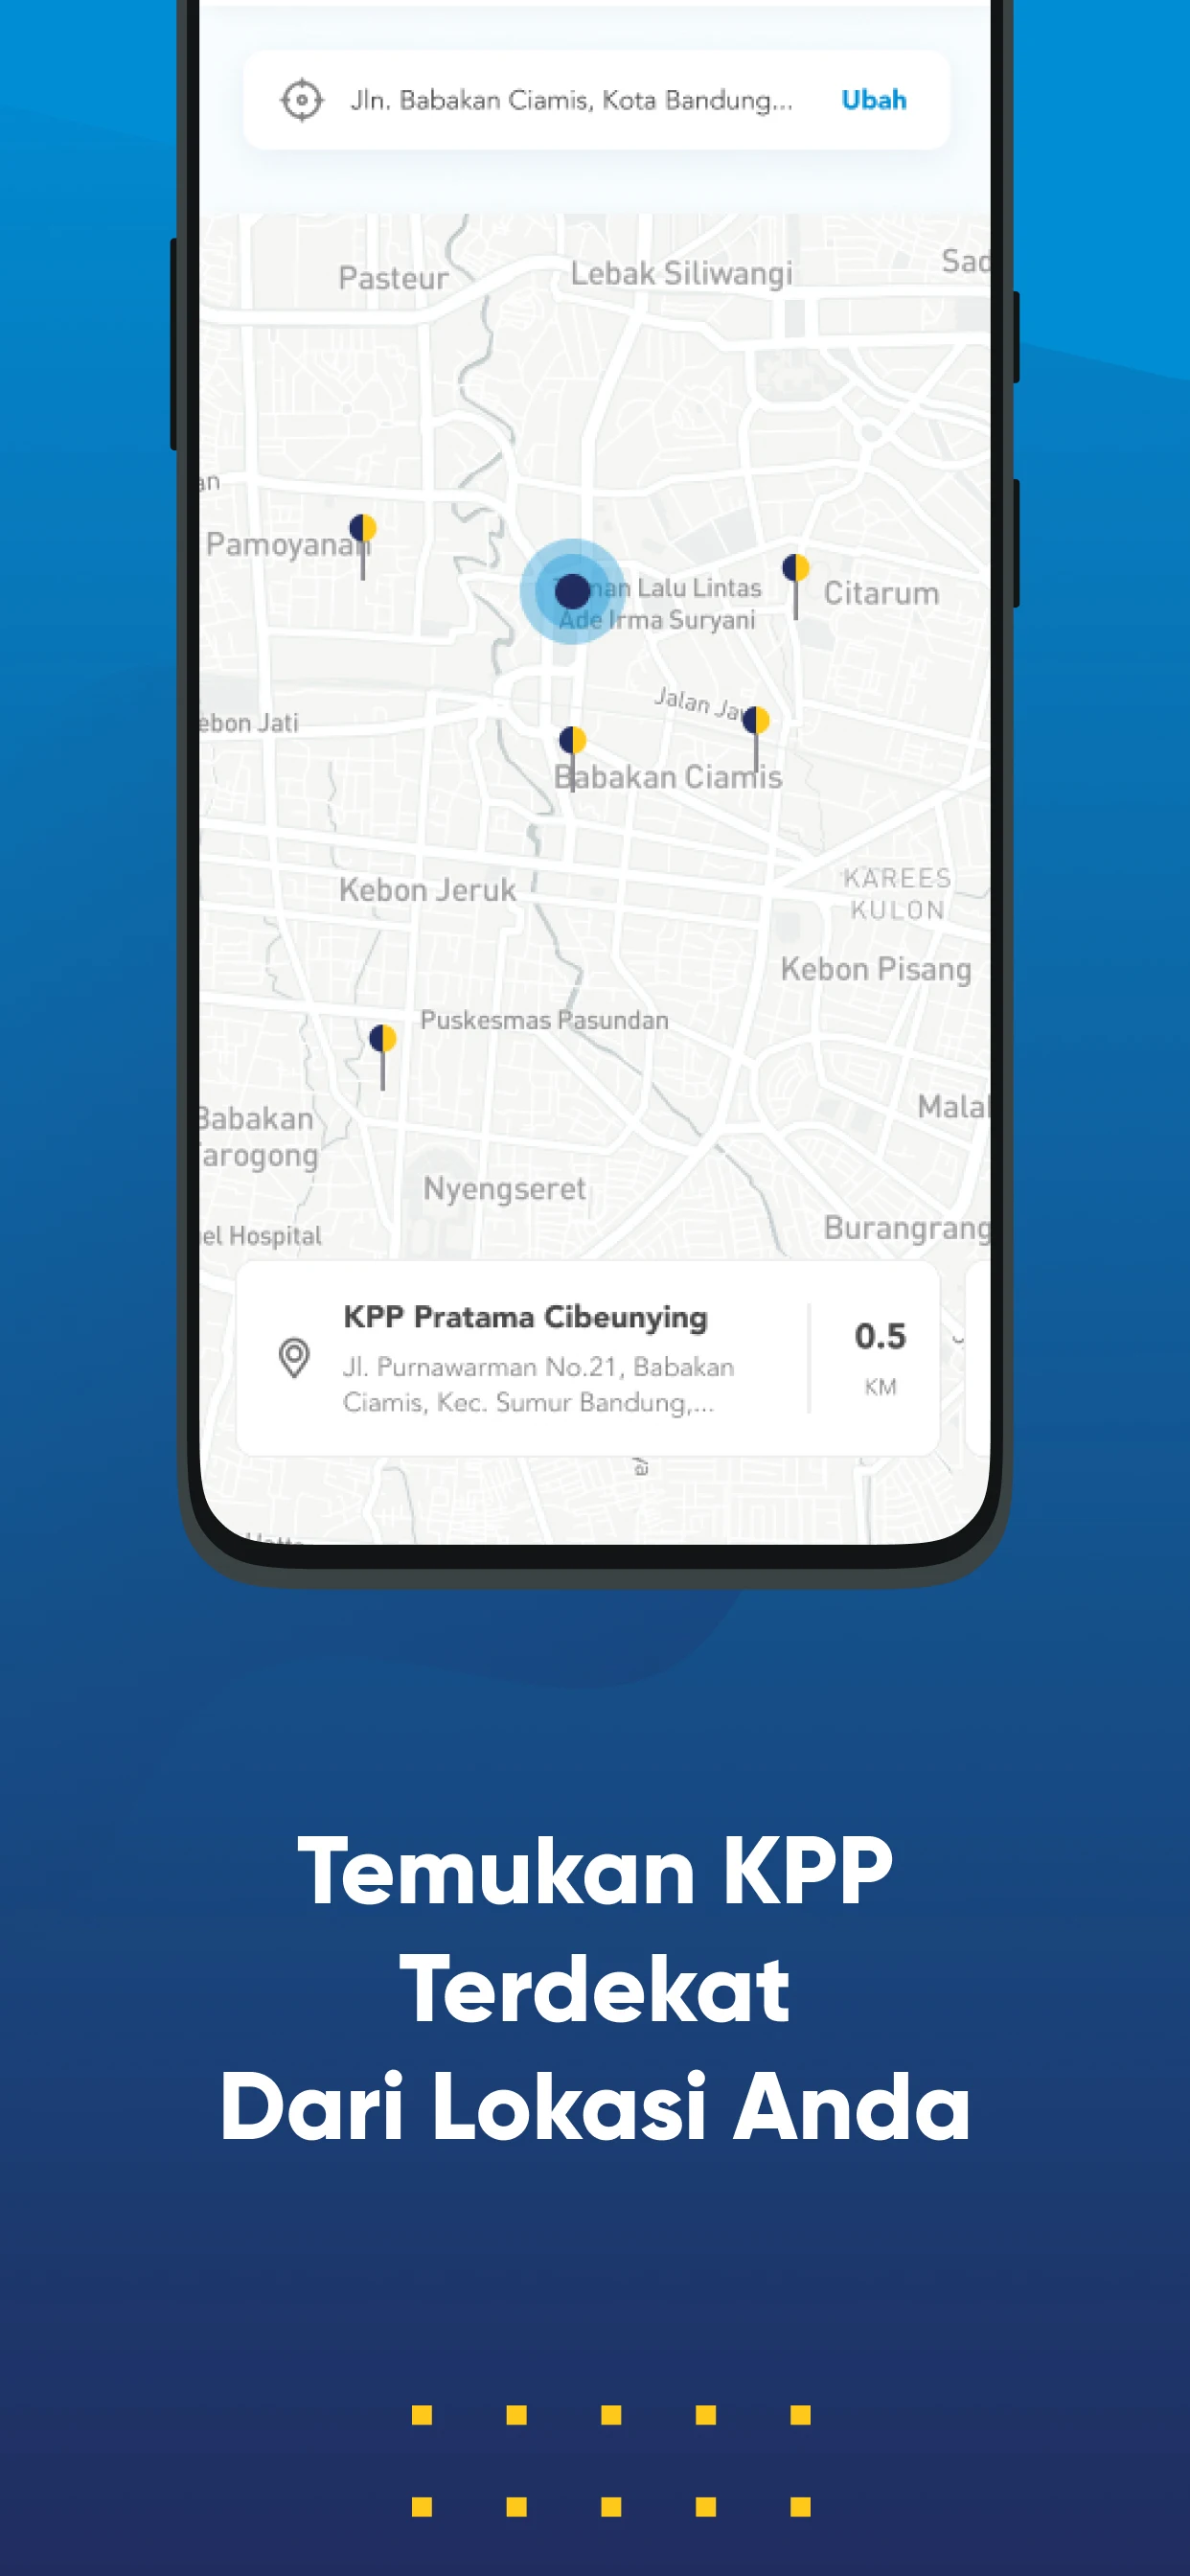 Jln. Babakan Ciamis, Kota Bandung...
Ubah
Pasteur
Lebak Siliwangi
Sad
an
Pamoyanan
Lalu Lintas
Ade Irma Suryani
Citarum
ebon Jati
Jalan Ja
Babakan Ciamis
Kebon Jeruk
KAREES
KULON
Kebon Pisang
Puskesmas Pasundan
Babakan
arogong
Malal
Nyengseret
Burangrang
el Hospital
KPP Pratama Cibeunying
Jl. Purnawarman No.21, Babakan
Ciamis, Kec. Sumur Bandung,...
0.5
KM
Temukan KPP
Terdekat
Dari Lokasi Anda